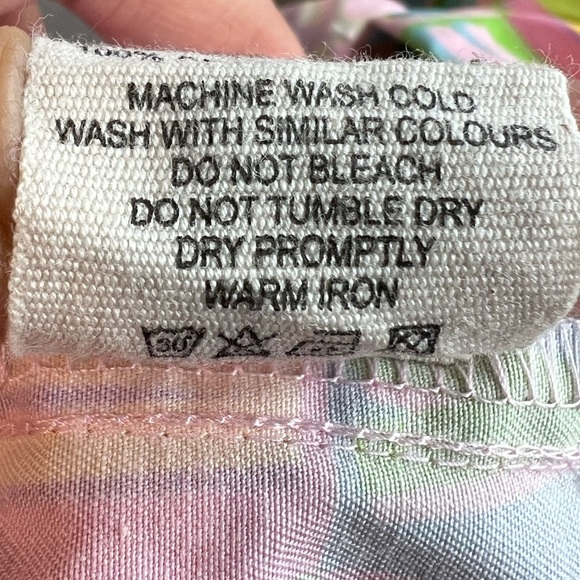 100%
MACHINE WASH COLD
WASH WITH SIMILAR COLOURS
DO NOT BLEACH
DO NOT TUMBLE DRY
DRY PROMPTLY
WARM IRON
30°